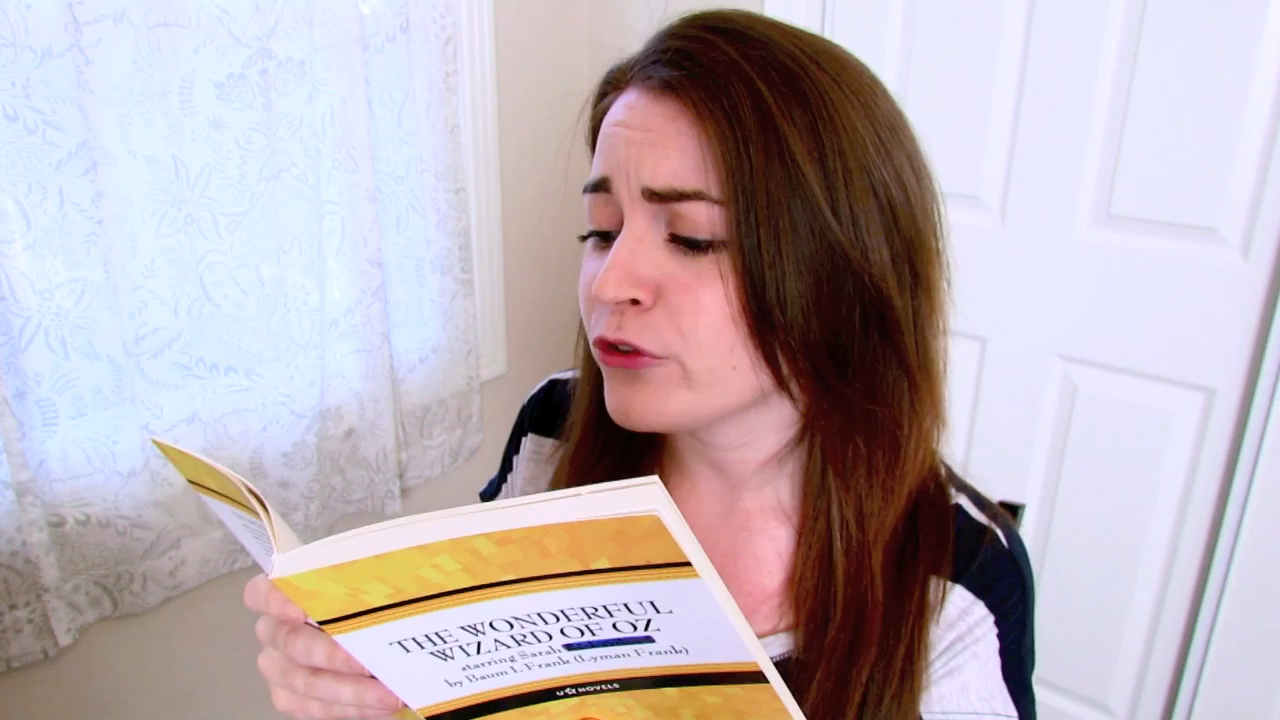 THE WONDERFUL
WIZARD OF OZ
starring Sarah
by Baum L Frank (Lyman Frank)
U★NOVELS